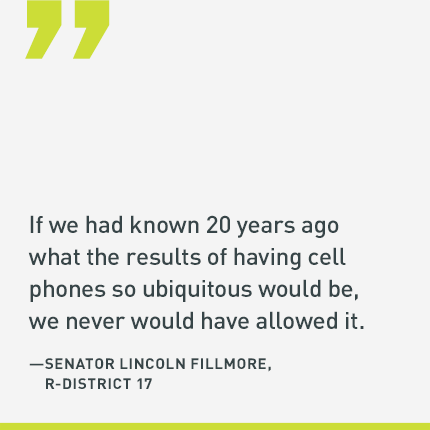 ”
If we had known 20 years ago
what the results of having cell
phones so ubiquitous would be,
we never would have allowed it.
—SENATOR LINCOLN FILLMORE,
R-DISTRICT 17